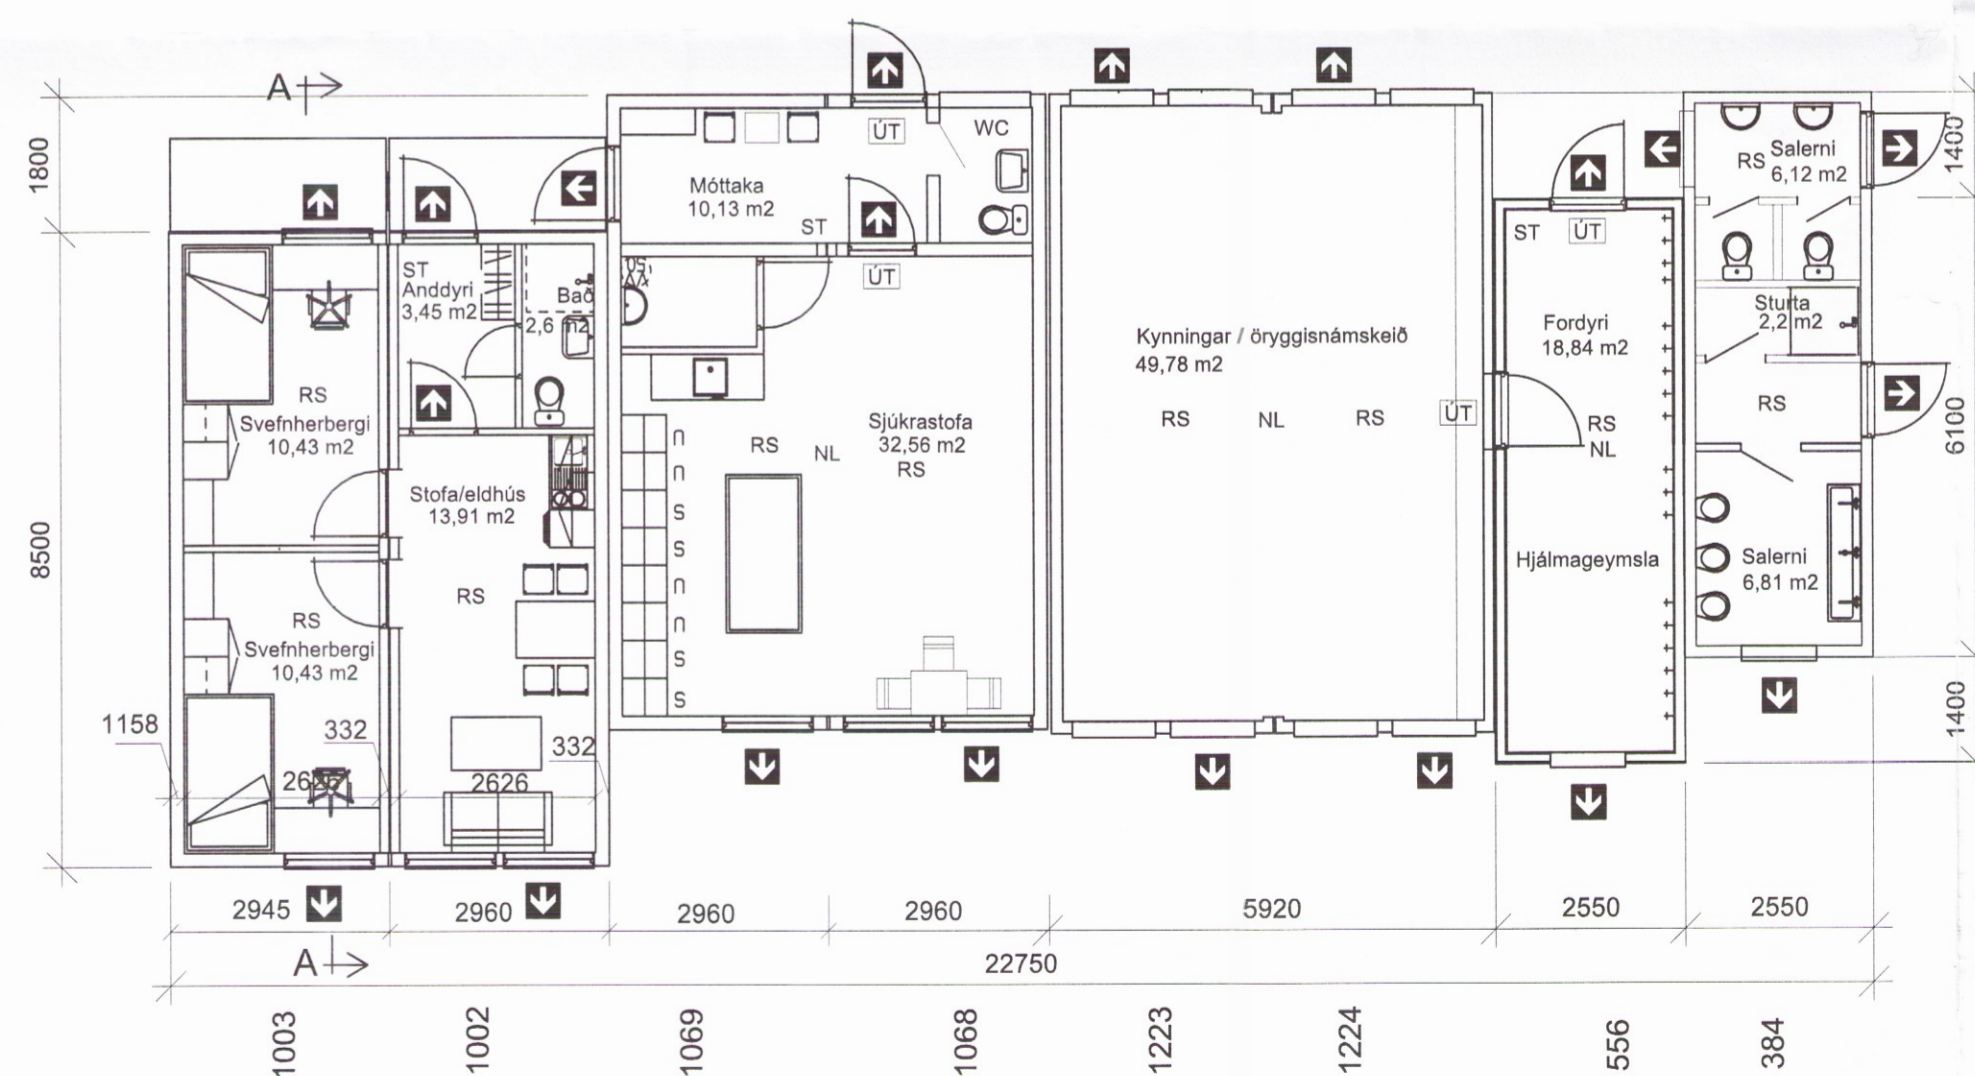 A
1800
8500
1158
332
332
2626
RS
Svefnherbergi
10,43 m2
RS
Svefnherbergi
10,43 m2
ST
Anddyri
3,45 m2
Bað
2,6 m2
Stofa/eldhús
13,91 m2
RS
Móttaka
10,13 m2
ST
ÚT
WC
ÚT
Sjúkrastofa
32,56 m2
RS
NL
RS
U
U
S
S
U
U
S
S
Kynningar / öryggisnámskeið
49,78 m2
RS
NL
RS
ÚT
ST
ÚT
Fordyri
18,84 m2
RS
NL
Hjálmageymsla
RS
Salerni
6,12 m2
Sturta
2,2 m2
RS
Salerni
6,81 m2
1400
6100
1400
2945
2960
2960
2960
5920
2550
2550
A
22750
1003
1002
1069
1068
12223
12224
556
384